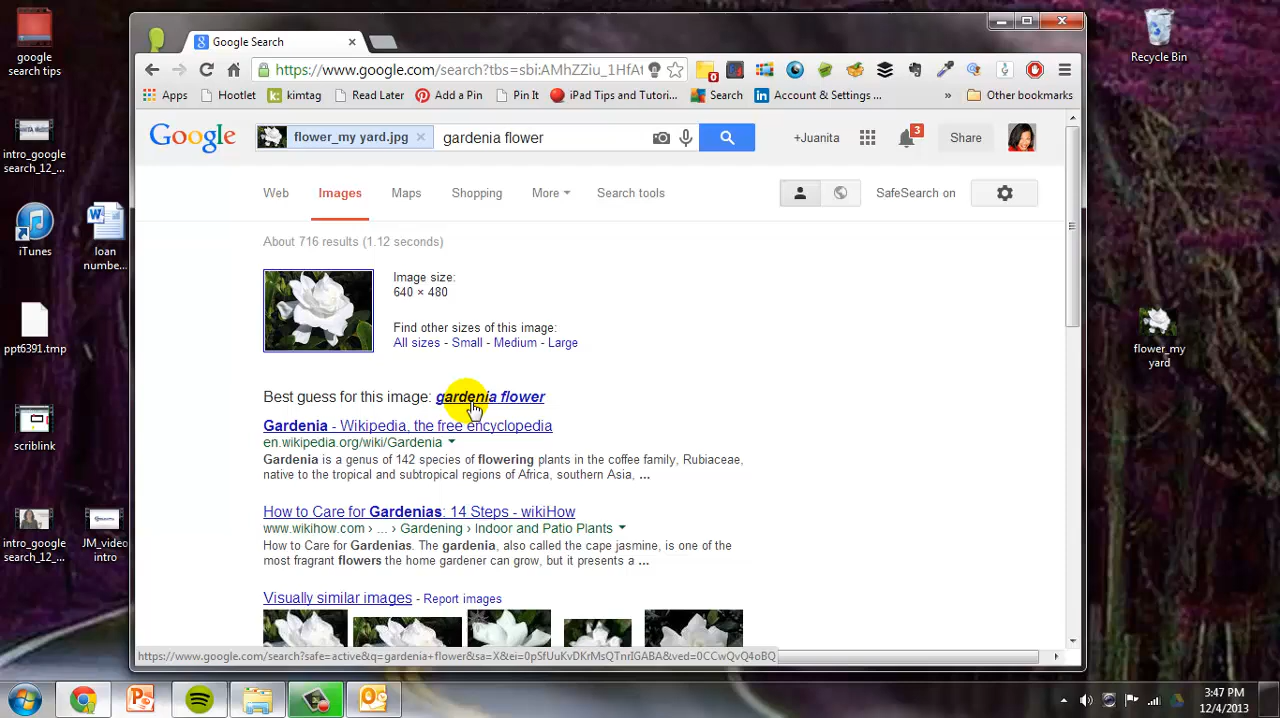 google
search tips
intro_google
search_12_...
iTunes
loan
numbe...
ppt6391.tmp
scriblink
intro_google
search_12_...
JM_video
intro
Recycle Bin
flower_my
yard
Google Search
https://www.google.com/search?tbs=sbi:AMhZZiu_1HfAt
0
Apps
Hootlet
kimtag
Read Later
Add a Pin
Pin It
iPad Tips and Tutori...
Search
Account & Settings ...
»
Other bookmarks
Google
flower_my yard.jpg
gardenia flower
+Juanita
3
Share
Web
Images
Maps
Shopping
More
Search tools
SafeSearch on
About 716 results (1.12 seconds)
Image size:
640 × 480
Find other sizes of this image:
All sizes - Small - Medium - Large
Best guess for this image: gardenia flower
Gardenia - Wikipedia, the free encyclopedia
en.wikipedia.org/wiki/Gardenia
Gardenia is a genus of 142 species of flowering plants in the coffee family, Rubiaceae,
native to the tropical and subtropical regions of Africa, southern Asia, ...
How to Care for Gardenias: 14 Steps - wikiHow
www.wikihow.com › ... › Gardening › Indoor and Patio Plants
How to Care for Gardenias. The gardenia, also called the cape jasmine, is one of the
most fragrant flowers the home gardener can grow, but it presents a ...
Visually similar images - Report images
3:47 PM
12/4/2013